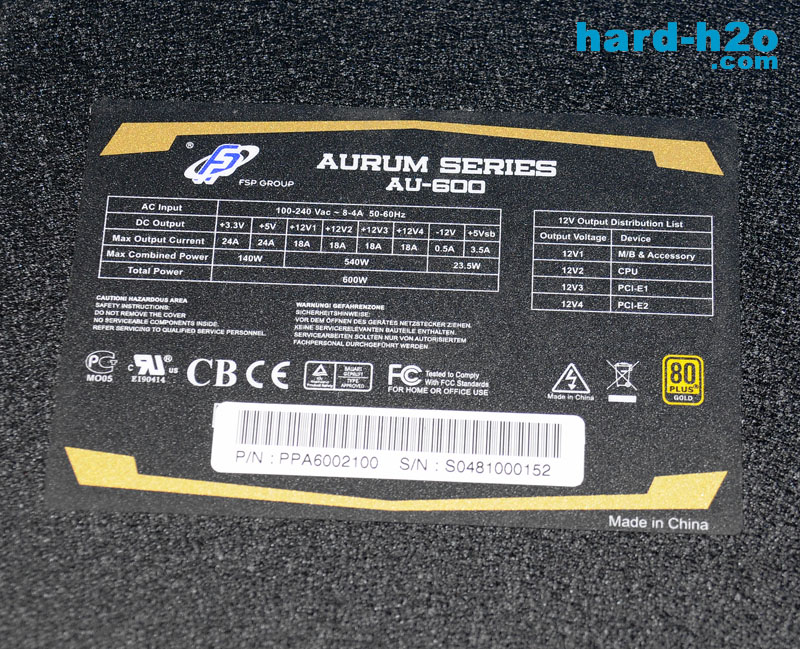 hard-h2o
.com
® FSP GROUP
AURUM SERIES
AU-600
AC Input 100-240 Vac ~ 8-4A 50-60Hz
DC Output +3.3V +5V +12V1 +12V2 +12V3 +12V4 -12V +5Vsb
Max Output Current 24A 24A 18A 18A 18A 18A 0.5A 3.5A
Max Combined Power 140W 540W 23.5W
Total Power 600W
12V Output Distribution List
Output Voltage Device
12V1 M/B & Accessory
12V2 CPU
12V3 PCI-E1
12V4 PCI-E2
CAUTION! HAZARDOUS AREA
SAFETY INSTRUCTIONS:
DO NOT REMOVE THE COVER
NO SERVICEABLE COMPONENTS INSIDE.
REFER SERVICING TO QUALIFIED SERVICE PERSONNEL.
WARNUNG! GEFAHRENZONE
SICHERHEITSHINWEISE:
VOR DEM ÖFFNEN DES GERÄTES NETZSTECKER ZIEHEN.
KEINE SERVICERELEVANTEN BAUTEILE ENTHALTEN.
SERVICEARBEITEN SOLLTEN NUR VON AUTORISIERTEM
FACHPERSONAL DURCHGEFÜHRT WERDEN.
MO05
c RU ® US
E190414
CB CE
BAUART GEPRÜFT
TYPE APPROVED
FC Tested to Comply
With FCC Standards
FOR HOME OR OFFICE USE
Made in China
80
PLUS
GOLD
P/N : PPA6002100 S/N : S0481000152
Made in China